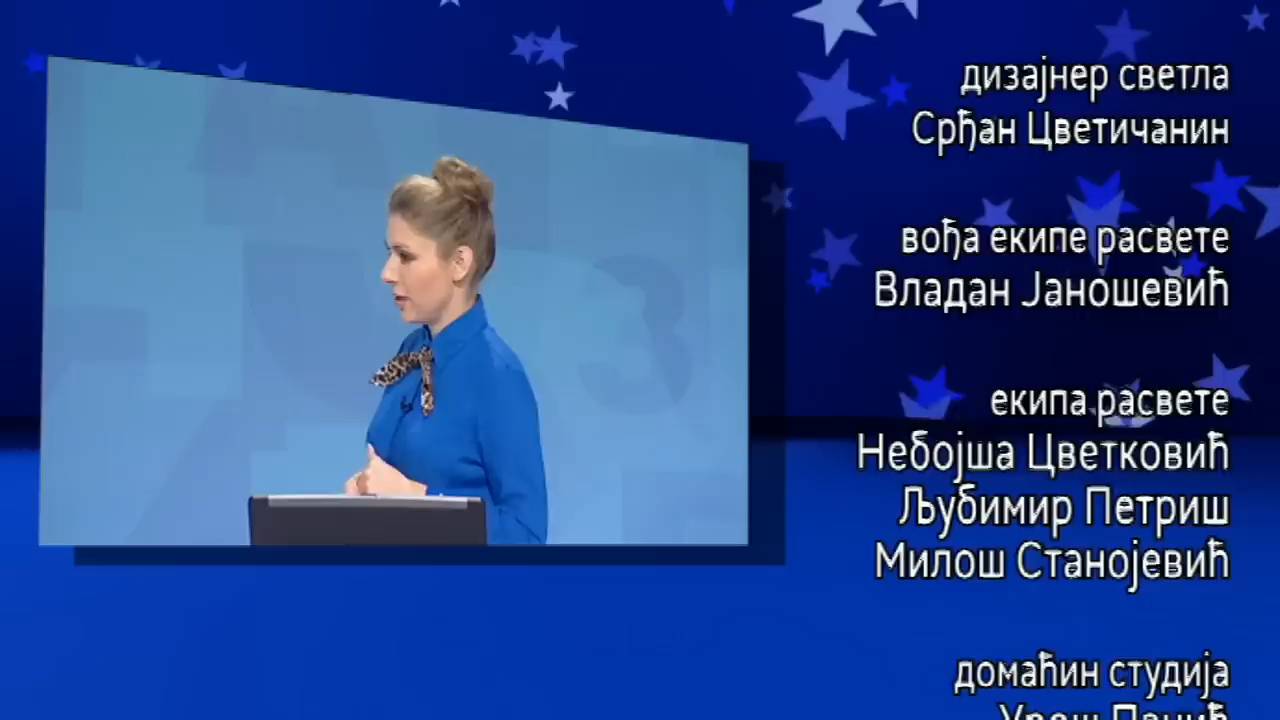 дизајнер светла
Срђан Цветичанин
вођа екипе расвете
Владан Јаношевић
екипа расвете
Небојша Цветковић
Љубимир Петриш
Милош Станојевић
домаћин студија